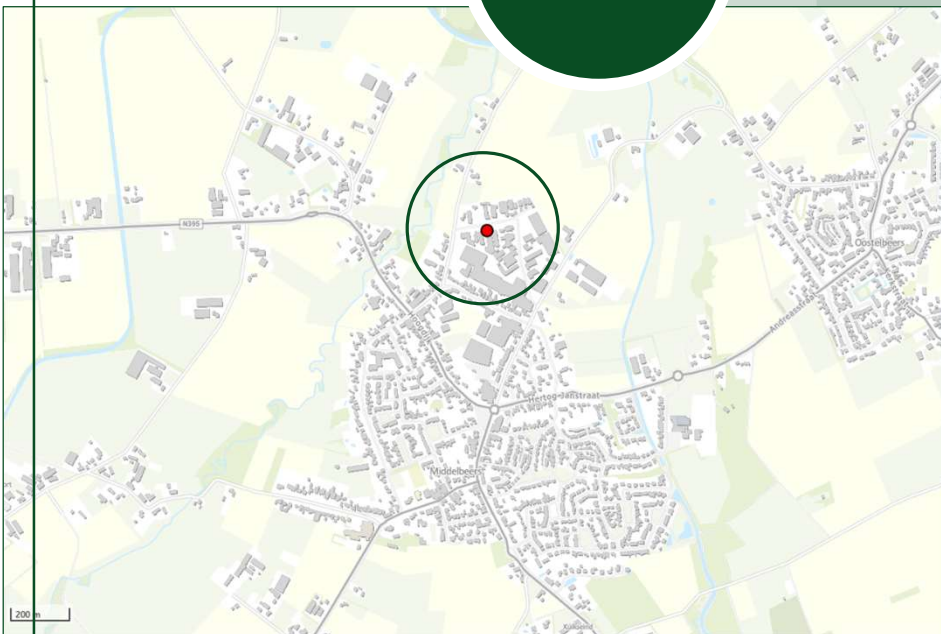 N395
Oostelbeers
Andreasstraat
Hertog-Janstraat
Middelbeers
200 m